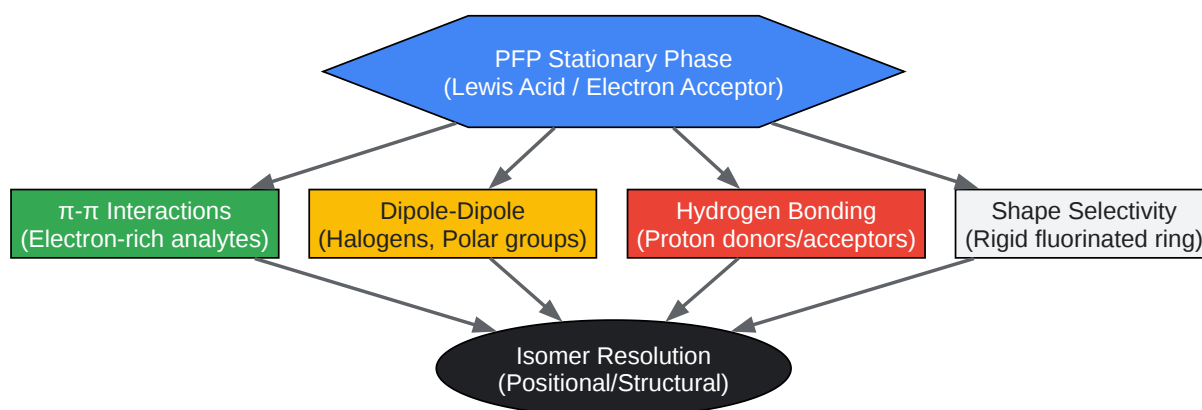 PFP Stationary Phase
(Lewis Acid / Electron Acceptor)
π-π Interactions
(Electron-rich analytes)
Dipole-Dipole
(Halogens, Polar groups)
Hydrogen Bonding
(Proton donors/acceptors)
Shape Selectivity
(Rigid fluorinated ring)
Isomer Resolution
(Positional/Structural)